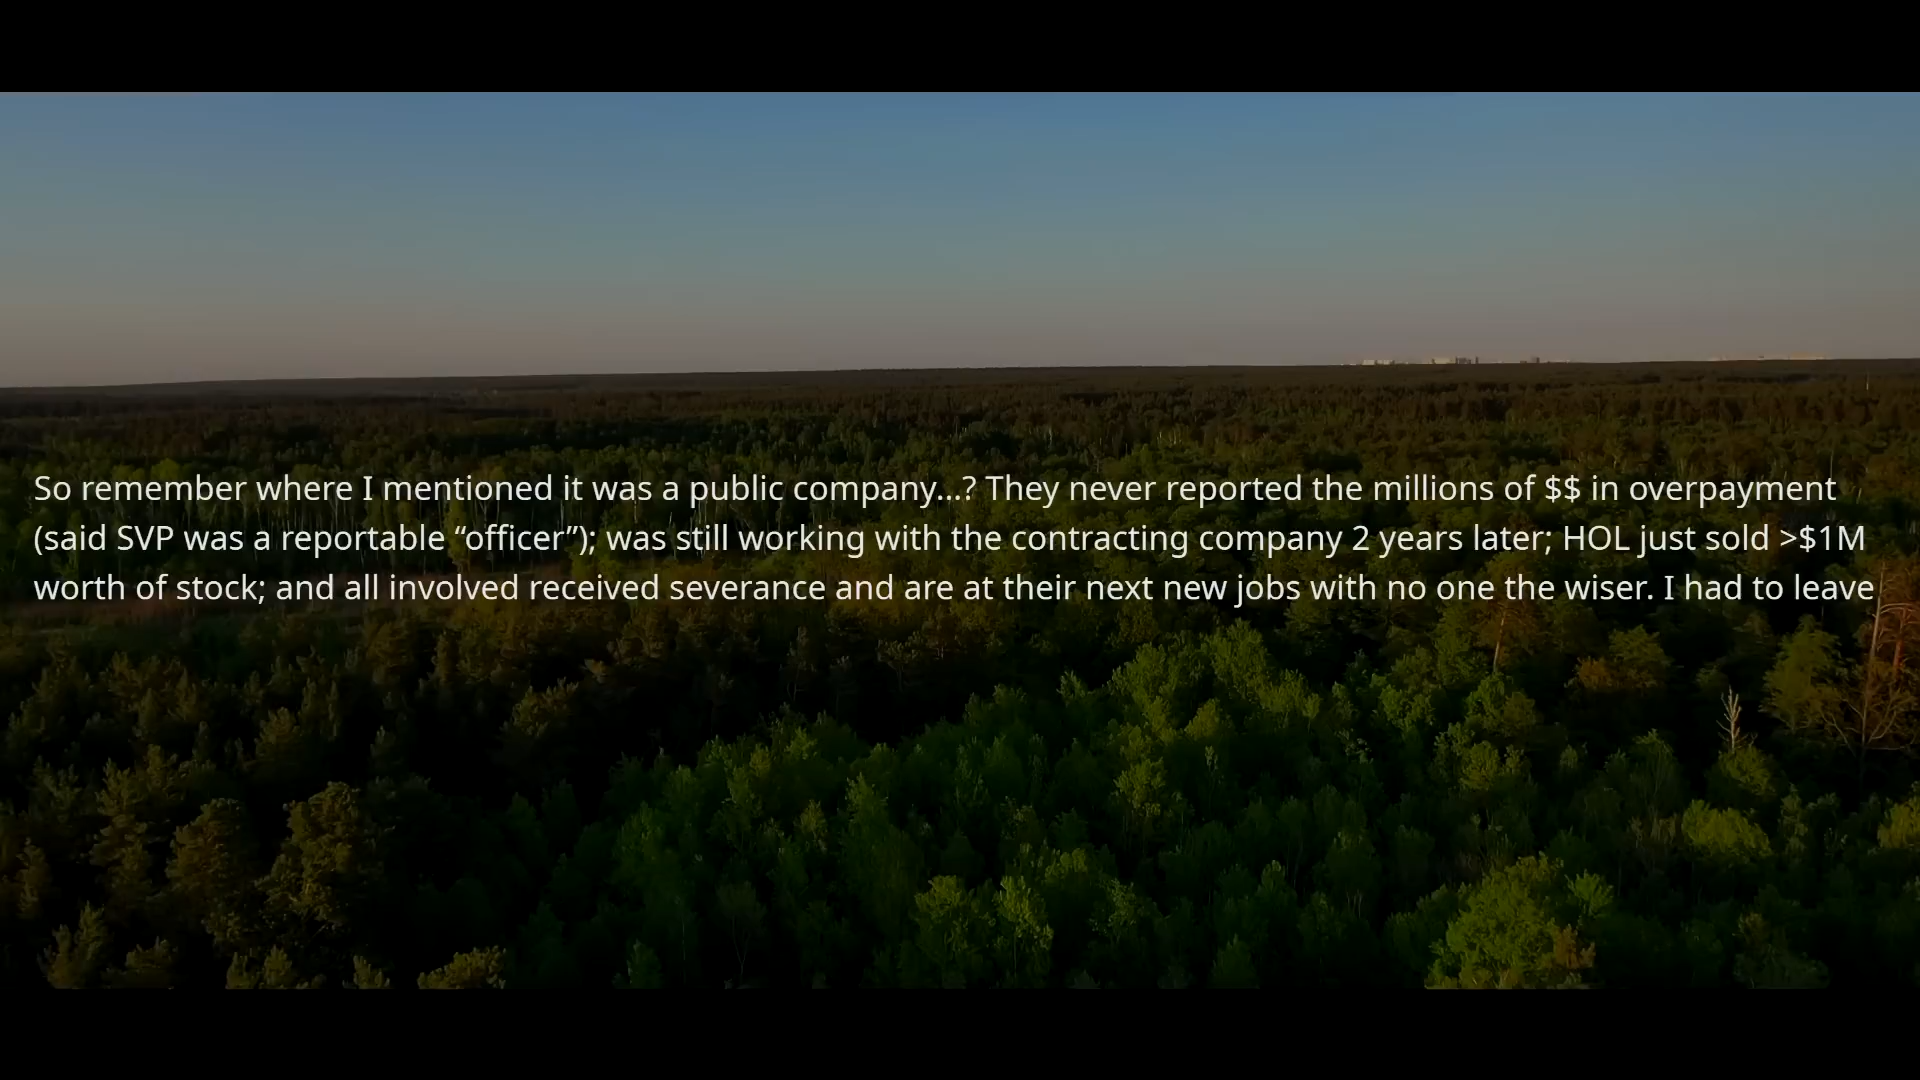 So remember where I mentioned it was a public company...? They never reported the millions of $$ in overpayment
(said SVP was a reportable “officer”); was still working with the contracting company 2 years later; HOL just sold >$1M
worth of stock; and all involved received severance and are at their next new jobs with no one the wiser. I had to leave